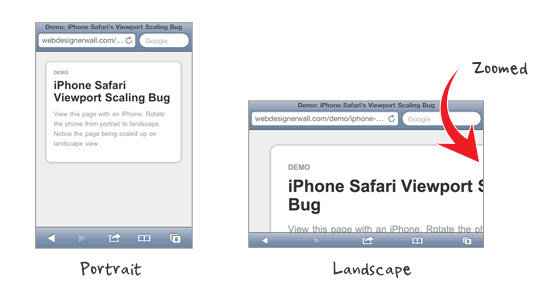 Demo: iPhone Safari's Viewport Scaling Bug
webdesignerwall.com/...
Google
DEMO
iPhone Safari
Viewport Scaling Bug
View this page with an iPhone. Rotate
the phone from portrait to landscape.
Notice the page being scaled up on
landscape view.
8
Portrait
Zoomed
Demo: iPhone Safari's Viewport Scaling Bug
webdesignerwall.com/demo/iphone-...
Google
DEMO
iPhone Safari Viewport S
Bug
View this page with an iPhone. Rotate the ph
8
Landscape